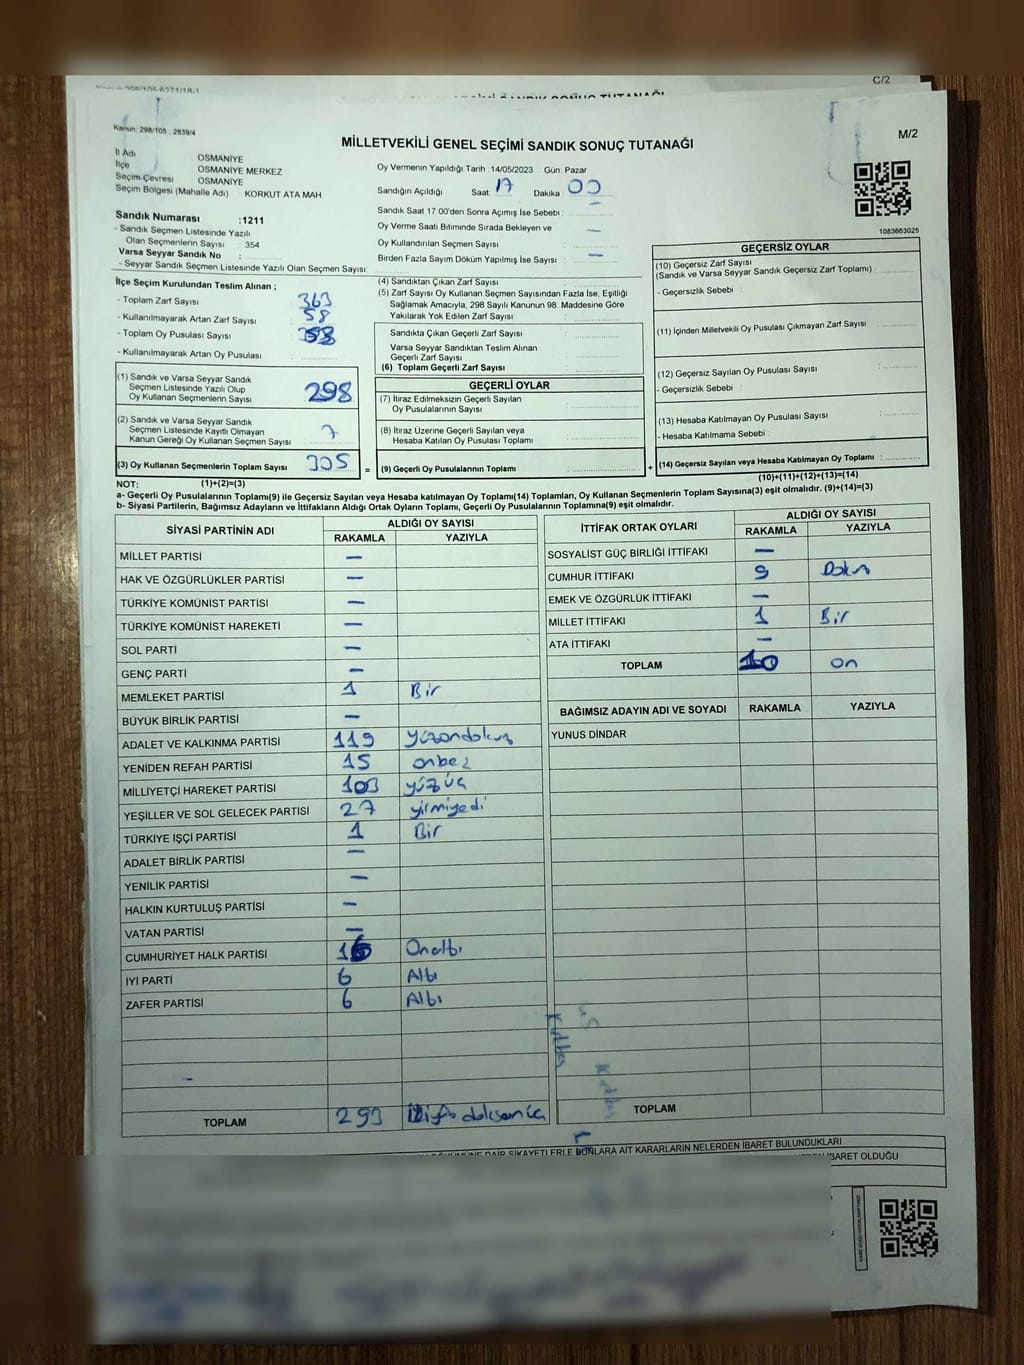 C/2
M/2
Kanun, 298/105 , 2839/4
MİLLETVEKİLİ GENEL SEÇİMİ SANDIK SONUÇ TUTANAĞI
İl Adı OSMANİYE
İlçe OSMANİYE MERKEZ
Seçim Çevresi OSMANİYE
Seçim Bölgesi (Mahalle Adı) KORKUT ATA MAH
Oy Vermenin Yapıldığı Tarih :14/05/2023 Gün. Pazar
Sandığın Açıldığı Saat 17 Dakika 00
1083663025
Sandık Numarası :1211
- Sandık Seçmen Listesinde Yazılı
Olan Seçmenlerin Sayısı 354
Varsa Seyyar Sandık No :
- Seyyar Sandık Seçmen Listesinde Yazılı Olan Seçmen Sayısı:
Sandık Saat 17:00'den Sonra Açımış İse Sebebi : –
Oy Verme Saati Bitiminde Sırada Bekleyen ve
Oy Kullandırılan Seçmen Sayısı : –
Birden Fazla Sayım Döküm Yapılmış İse Sayısı : –
İlçe Seçim Kurulundan Teslim Alınan ;
- Toplam Zarf Sayısı : 363
- Kullanılmayarak Artan Zarf Sayısı : 58
- Toplam Oy Pusulası Sayısı :
- Kullanılmayarak Artan Oy Pusulası :
(1) Sandık ve Varsa Seyyar Sandık
Seçmen Listesinde Yazılı Olup
Oy Kullanan Seçmenlerin Sayısı : 298
(2) Sandık ve Varsa Seyyar Sandık
Seçmen Listesinde Kayıtlı Olmayan
Kanun Gereği Oy Kullanan Seçmen Sayısı : 7
(3) Oy Kullanan Seçmenlerin Toplam Sayısı : 305
(4) Sandıktan Çıkan Zarf Sayısı :
(5) Zarf Sayısı Oy Kullanan Seçmen Sayısından Fazla İse, Eşitliği
Sağlamak Amacıyla, 298 Sayılı Kanunun 98. Maddesine Göre
Yakılarak Yok Edilen Zarf Sayısı :
Sandıkta Çıkan Geçerli Zarf Sayısı :
Varsa Seyyar Sandıktan Teslim Alınan
Geçerli Zarf Sayısı :
(6) Toplam Geçerli Zarf Sayısı :
GEÇERLİ OYLAR
(7) İtiraz Edilmeksizin Geçerli Sayılan
Oy Pusulalarının Sayısı :
(8) İtiraz Üzerine Geçerli Sayılan veya
Hesaba Katılan Oy Pusulası Toplamı :
= (9) Geçerli Oy Pusulalarının Toplamı :
GEÇERSİZ OYLAR
(10) Geçersiz Zarf Sayısı
(Sandık ve Varsa Seyyar Sandık Geçersiz Zarf Toplamı) :
- Geçersizlik Sebebi :
(11) İçinden Milletvekili Oy Pusulası Çıkmayan Zarf Sayısı :
(12) Geçersiz Sayılan Oy Pusulası Sayısı :
- Geçersizlik Sebebi :
(13) Hesaba Katılmayan Oy Pusulası Sayısı :
- Hesaba Katılmama Sebebi :
+ (14) Geçersiz Sayılan veya Hesaba Katılmayan Oy Toplamı :
NOT: (1)+(2)=(3) (10)+(11)+(12)+(13)=(14)
a- Geçerli Oy Pusulalarının Toplamı(9) ile Geçersiz Sayılan veya Hesaba katılmayan Oy Toplamı(14) Toplamları, Oy Kullanan Seçmenlerin Toplam Sayısına(3) eşit olmalıdır. (9)+(14)=(3)
b- Siyasi Partilerin, Bağımsız Adayların ve İttifakların Aldığı Ortak Oyların Toplamı, Geçerli Oy Pusulalarının Toplamına(9) eşit olmalıdır.
SİYASİ PARTİNİN ADI ALDIĞI OY SAYISI
RAKAMLA YAZIYLA
MİLLET PARTİSİ –
HAK VE ÖZGÜRLÜKLER PARTİSİ –
TÜRKİYE KOMÜNİST PARTİSİ –
TÜRKİYE KOMÜNİST HAREKETİ –
SOL PARTİ –
GENÇ PARTİ –
MEMLEKET PARTİSİ 1 Bir
BÜYÜK BİRLİK PARTİSİ –
ADALET VE KALKINMA PARTİSİ 119 yüzondokuz
YENİDEN REFAH PARTİSİ 15 onbeş
MİLLİYETÇİ HAREKET PARTİSİ 103 yüzüç
YEŞİLLER VE SOL GELECEK PARTİSİ 27 yirmiyedi
TÜRKİYE İŞÇİ PARTİSİ 1 Bir
ADALET BİRLİK PARTİSİ –
YENİLİK PARTİSİ –
HALKIN KURTULUŞ PARTİSİ –
VATAN PARTİSİ –
CUMHURİYET HALK PARTİSİ 16 Onaltı
İYİ PARTİ 6 Altı
ZAFER PARTİSİ 6 Altı
TOPLAM 293
İTTİFAK ORTAK OYLARI ALDIĞI OY SAYISI
RAKAMLA YAZIYLA
SOSYALİST GÜÇ BİRLİĞİ İTTİFAKI –
CUMHUR İTTİFAKI 9 Dokuz
EMEK VE ÖZGÜRLÜK İTTİFAKI –
MİLLET İTTİFAKI 1 Bir
ATA İTTİFAKI –
TOPLAM 10 on
BAĞIMSIZ ADAYIN ADI VE SOYADI RAKAMLA YAZIYLA
YUNUS DİNDAR
TOPLAM
DAİR ŞİKAYETLERLE BUNLARA AİT KARARLARIN NELERDEN İBARET BULUNDUKLARI
İBARET OLDUĞU